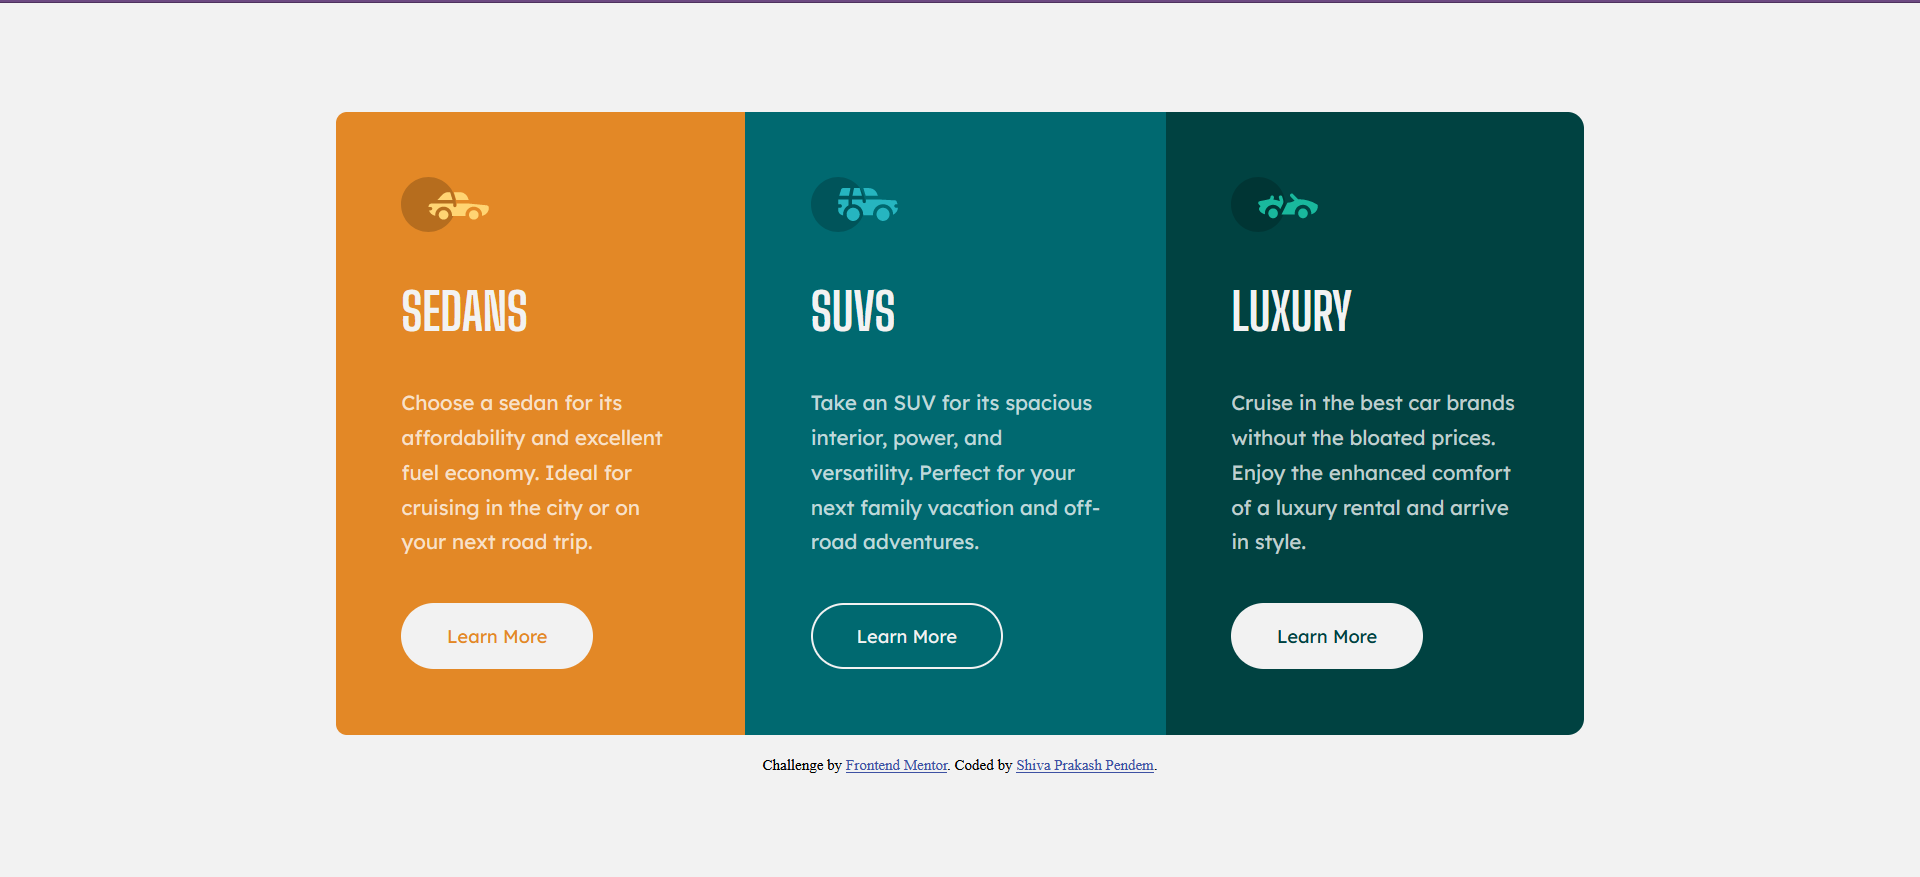 SEDANS
Choose a sedan for its
affordability and excellent
fuel economy. Ideal for
cruising in the city or on
your next road trip.
Learn More
SUVS
Take an SUV for its spacious
interior, power, and
versatility. Perfect for your
next family vacation and off-
road adventures.
Learn More
LUXURY
Cruise in the best car brands
without the bloated prices.
Enjoy the enhanced comfort
of a luxury rental and arrive
in style.
Learn More
Challenge by Frontend Mentor. Coded by Shiva Prakash Pendem.